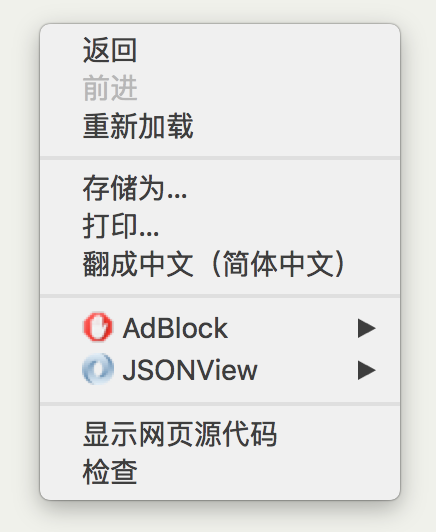 返回
前进
重新加载
存储为...
打印...
翻成中文（简体中文）
AdBlock
JSONView
显示网页源代码
检查